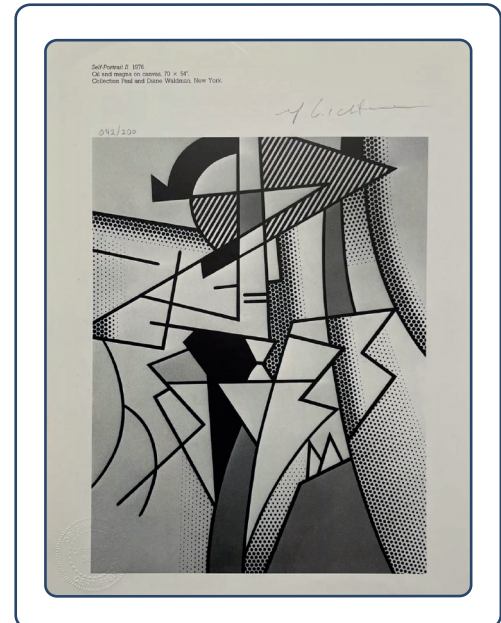 Self-Portrait II 1976
Oil and magna on canvas, 70 × 54".
Collection Paul and Diane Waldman, New York.
042/200